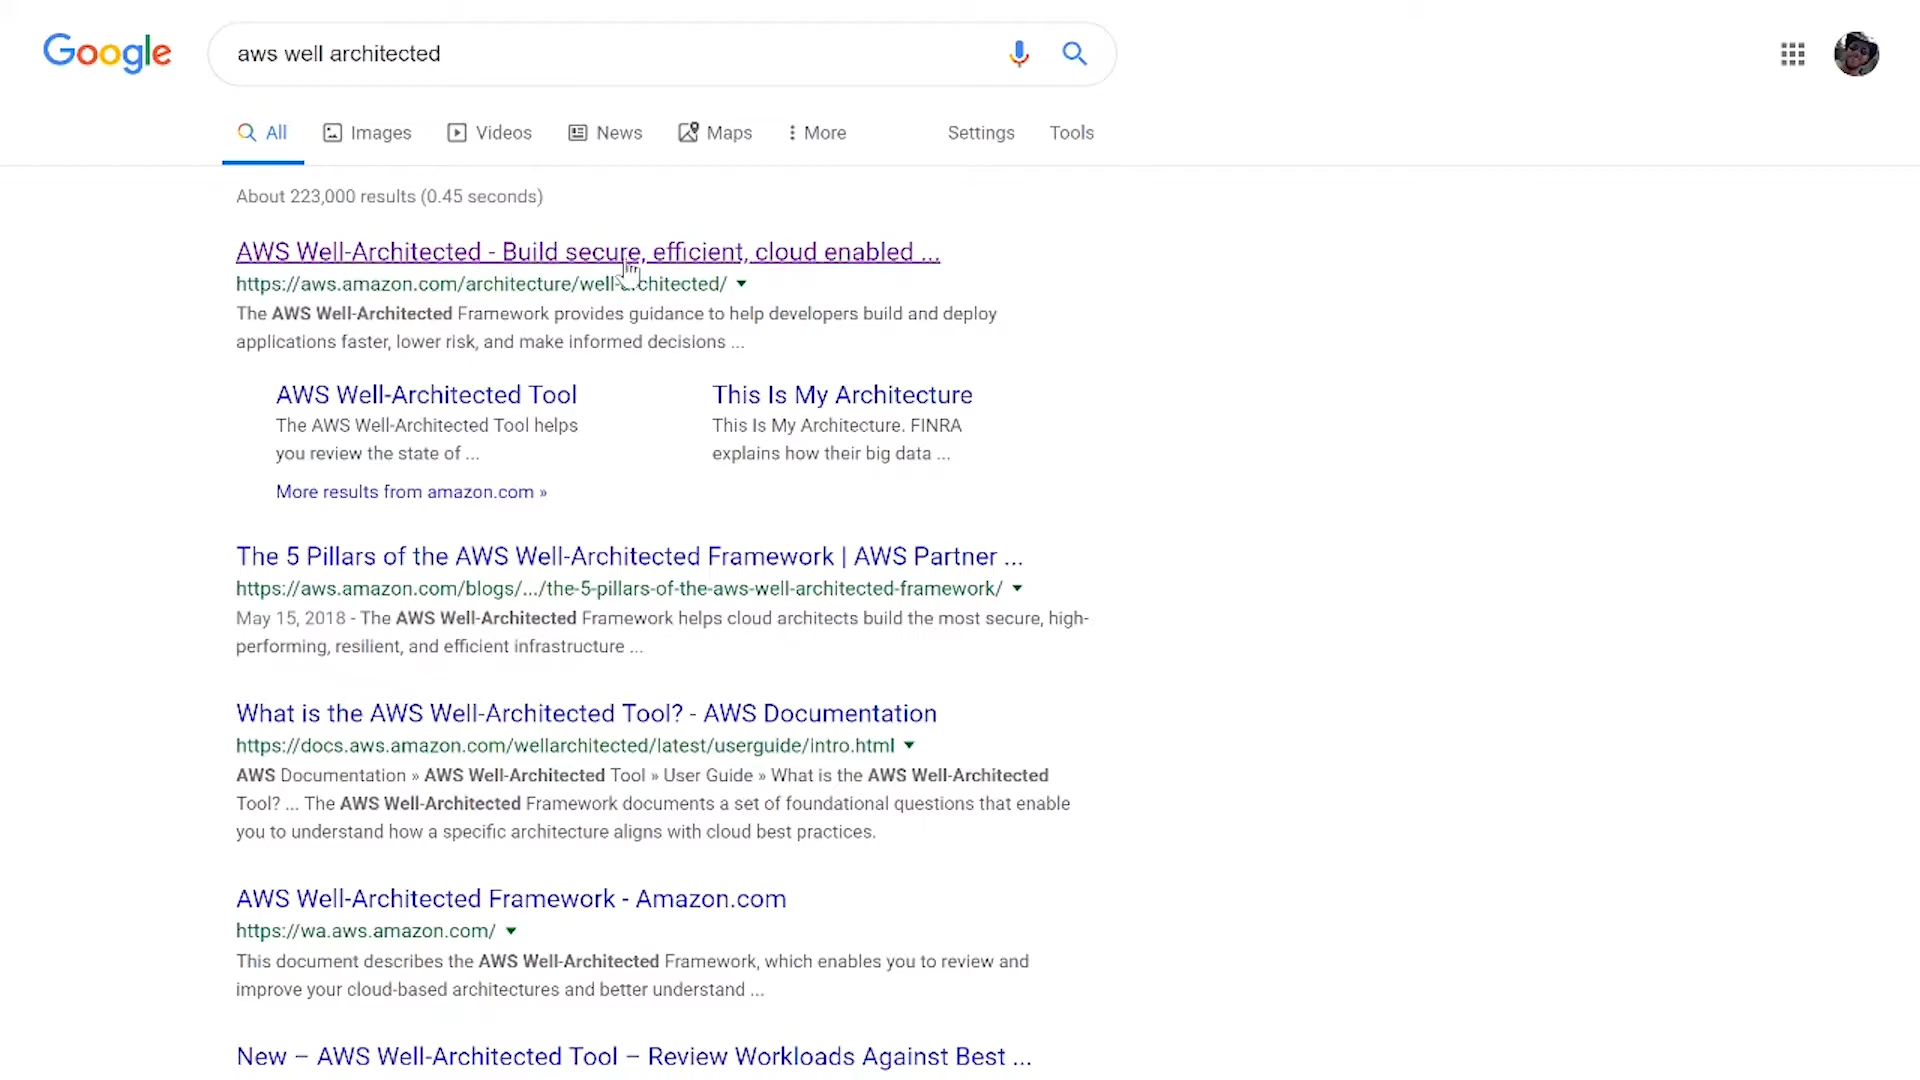 Google
aws well architected
All Images Videos News Maps More Settings Tools
About 223,000 results (0.45 seconds)
AWS Well-Architected - Build secure, efficient, cloud enabled ...
https://aws.amazon.com/architecture/well-architected/
The AWS Well-Architected Framework provides guidance to help developers build and deploy
applications faster, lower risk, and make informed decisions ...
AWS Well-Architected Tool
The AWS Well-Architected Tool helps
you review the state of ...
This Is My Architecture
This Is My Architecture. FINRA
explains how their big data ...
More results from amazon.com »
The 5 Pillars of the AWS Well-Architected Framework | AWS Partner ...
https://aws.amazon.com/blogs/.../the-5-pillars-of-the-aws-well-architected-framework/
May 15, 2018 - The AWS Well-Architected Framework helps cloud architects build the most secure, high-
performing, resilient, and efficient infrastructure ...
What is the AWS Well-Architected Tool? - AWS Documentation
https://docs.aws.amazon.com/wellarchitected/latest/userguide/intro.html
AWS Documentation » AWS Well-Architected Tool » User Guide » What is the AWS Well-Architected
Tool? ... The AWS Well-Architected Framework documents a set of foundational questions that enable
you to understand how a specific architecture aligns with cloud best practices.
AWS Well-Architected Framework - Amazon.com
https://wa.aws.amazon.com/
This document describes the AWS Well-Architected Framework, which enables you to review and
improve your cloud-based architectures and better understand ...
New – AWS Well-Architected Tool – Review Workloads Against Best ...